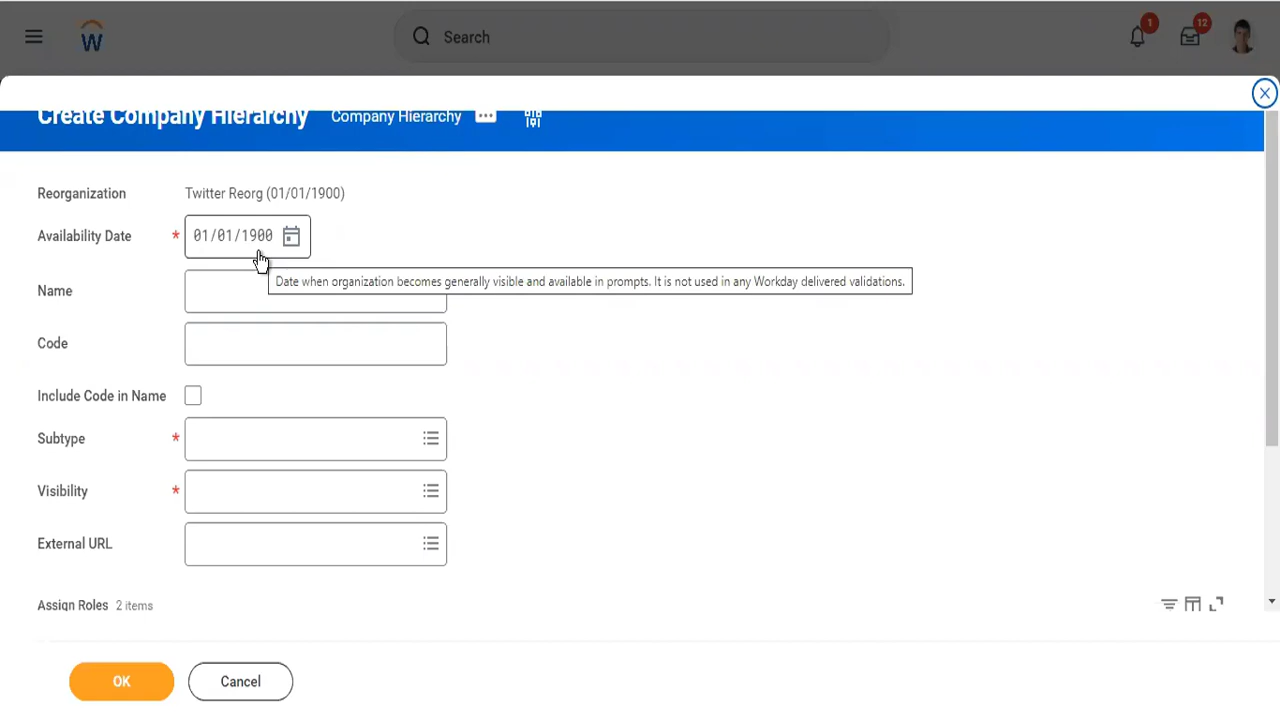 W
Search
1
12
Create Company Hierarchy Company Hierarchy
Reorganization Twitter Reorg (01/01/1900)
Availability Date * 01/01/1900
Date when organization becomes generally visible and available in prompts. It is not used in any Workday delivered validations.
Name
Code
Include Code in Name
Subtype *
Visibility *
External URL
Assign Roles 2 items
OK Cancel